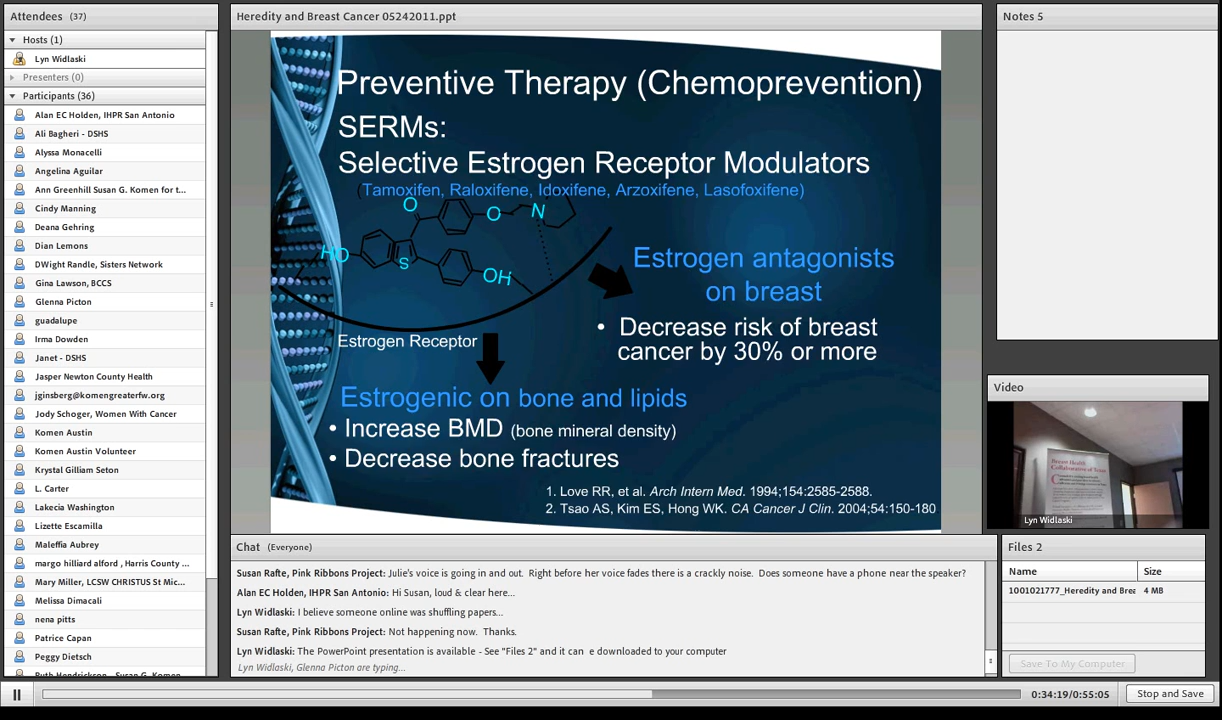 Attendees (37)
Hosts (1)
Lyn Widlaski
Presenters (0)
Participants (36)
Alan EC Holden, IHPR San Antonio
Ali Bagheri - DSHS
Alyssa Monacelli
Angelina Aguilar
Ann Greenhill Susan G. Komen for t...
Cindy Manning
Deana Gehring
Dian Lemons
DWight Randle, Sisters Network
Gina Lawson, BCCS
Glenna Picton
guadalupe
Irma Dowden
Janet - DSHS
Jasper Newton County Health
jginsberg@komengreaterfw.org
Jody Schoger, Women With Cancer
Komen Austin
Komen Austin Volunteer
Krystal Gilliam Seton
L. Carter
Lakecia Washington
Lizette Escamilla
Maleffia Aubrey
margo hilliard alford , Harris County ...
Mary Miller, LCSW CHRISTUS St Mic...
Melissa Dimacali
nena pitts
Patrice Capan
Peggy Dietsch
Ruth Hendrickson - Susan G. Komen
Heredity and Breast Cancer 05242011.ppt
Preventive Therapy (Chemoprevention)
SERMs:
Selective Estrogen Receptor Modulators
(Tamoxifen, Raloxifene, Idoxifene, Arzoxifene, Lasofoxifene)
O
O
N
HO
S
OH
Estrogen Receptor
Estrogen antagonists
on breast
• Decrease risk of breast
cancer by 30% or more
Estrogenic on bone and lipids
• Increase BMD (bone mineral density)
• Decrease bone fractures
1. Love RR, et al. Arch Intern Med. 1994;154:2585-2588.
2. Tsao AS, Kim ES, Hong WK. CA Cancer J Clin. 2004;54:150-180
Chat (Everyone)
Susan Rafte, Pink Ribbons Project: Julie's voice is going in and out. Right before her voice fades there is a crackly noise. Does someone have a phone near the speaker?
Alan EC Holden, IHPR San Antonio: Hi Susan, loud & clear here...
Lyn Widlaski: I believe someone online was shuffling papers...
Susan Rafte, Pink Ribbons Project: Not happening now. Thanks.
Lyn Widlaski: The PowerPoint presentation is available - See "Files 2" and it can e downloaded to your computer
Lyn Widlaski, Glenna Picton are typing...
Notes 5
Video
Breast Health
Collaborative of Texas
Lyn Widlaski
Files 2
Name Size
1001021777_Heredity and Brea 4 MB
Save To My Computer
0:34:19/0:55:05
Stop and Save